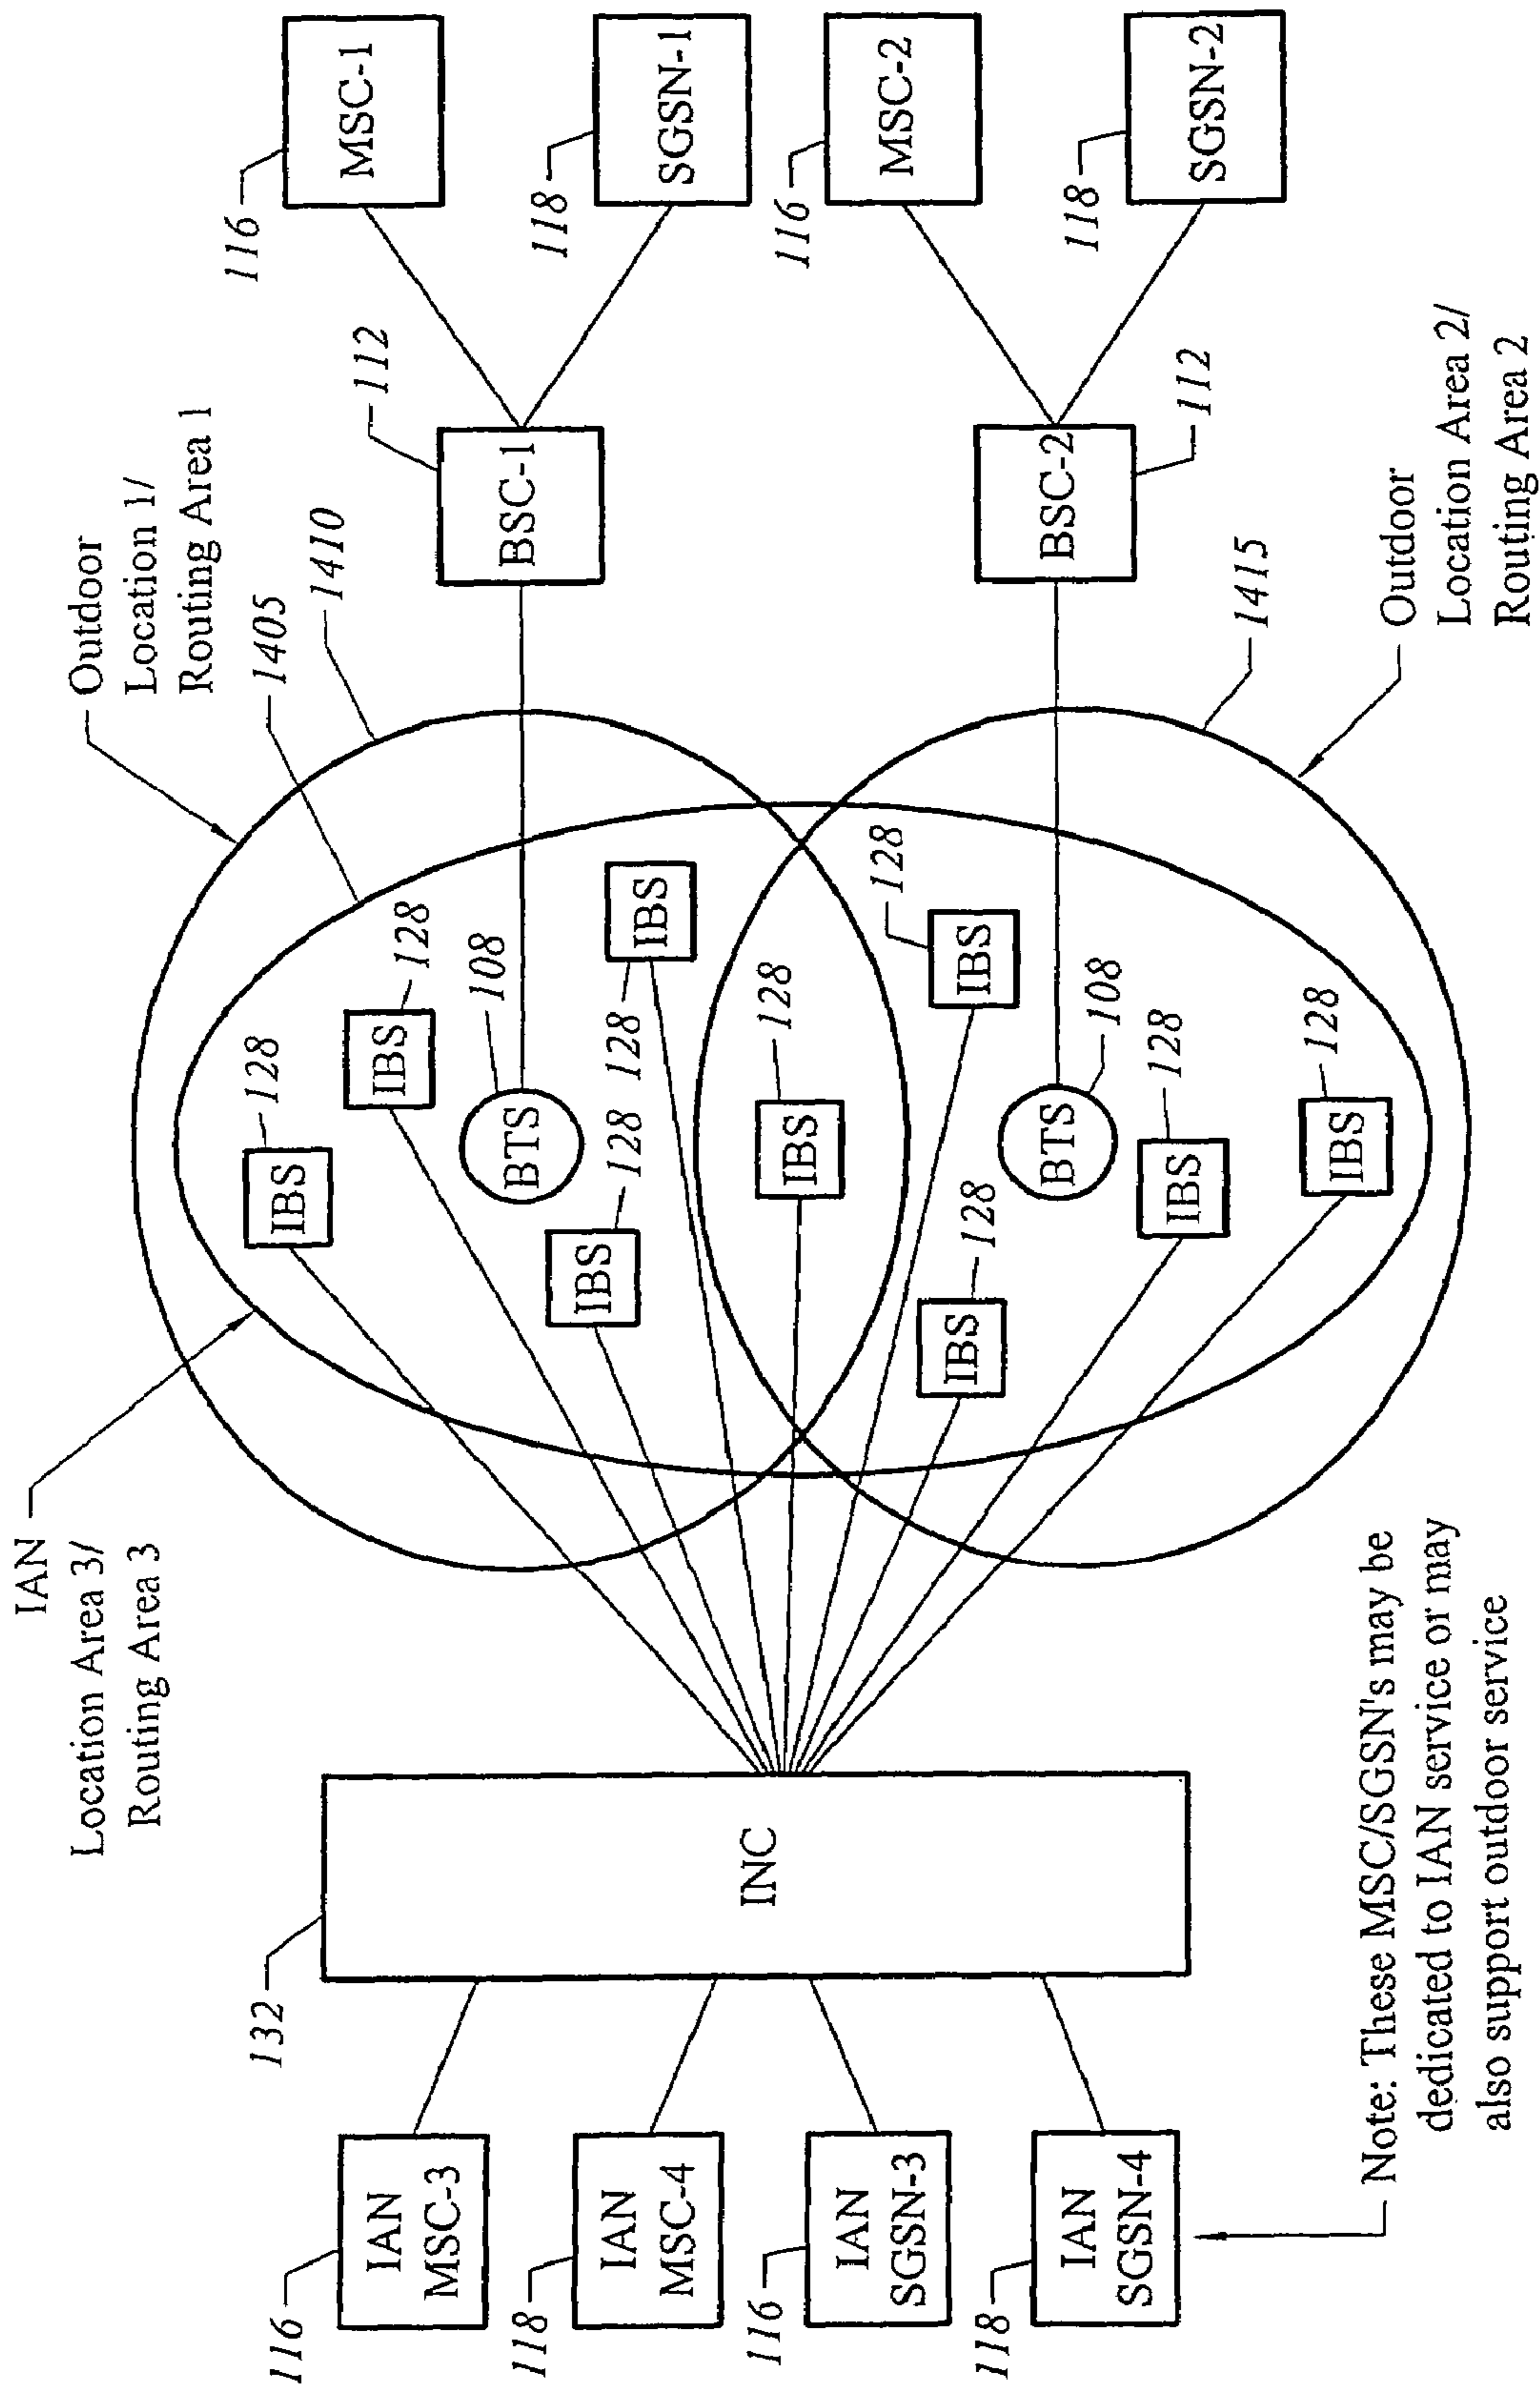 116
IAN
MSC-3
118
IAN
MSC-4
116
IAN
SGSN-3
118
IAN
SGSN-4
Note: These MSC/SGSN's may be
dedicated to IAN service or may
also support outdoor service
132
INC
IAN
Location Area 3/
Routing Area 3
Outdoor
Location 1/
Routing Area 1
1405
1410
IBS
128
IBS
128
BTS
108
IBS
128
IBS
128
IBS
128
IBS
128
IBS
128
BTS
108
IBS
128
IBS
128
1415
Outdoor
Location Area 2/
Routing Area 2
BSC-1
112
BSC-2
112
116
MSC-1
118
SGSN-1
116
MSC-2
118
SGSN-2